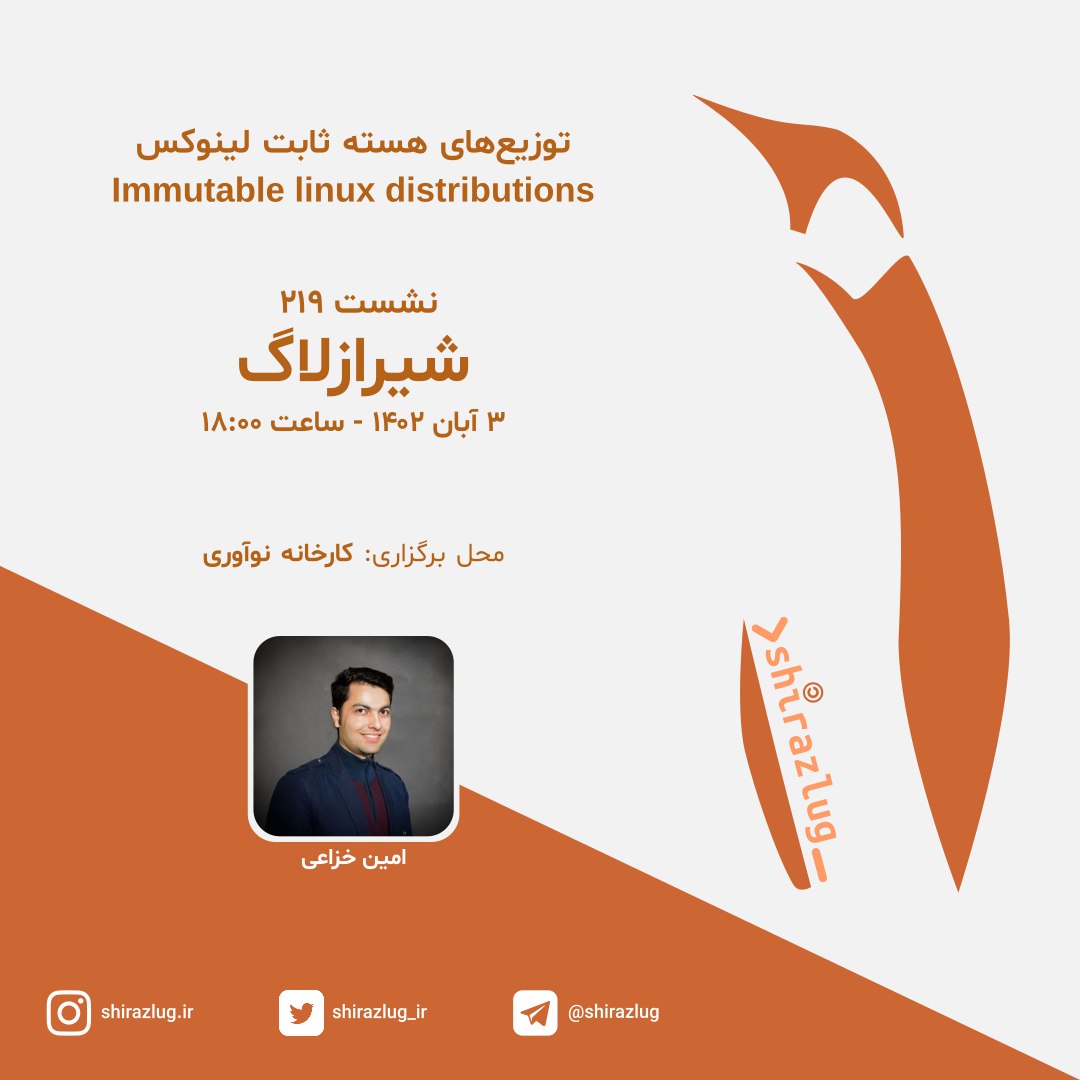 توزیع‌های هسته ثابت لینوکس
Immutable linux distributions
نشست ۲۱۹
شیرازلاگ
۳ آبان ۱۴۰۲ - ساعت ۱۸:۰۰
محل برگزاری: کارخانه نوآوری
shirazlug
امین خزاعی
shirazlug.ir
shirazlug_ir
@shirazlug